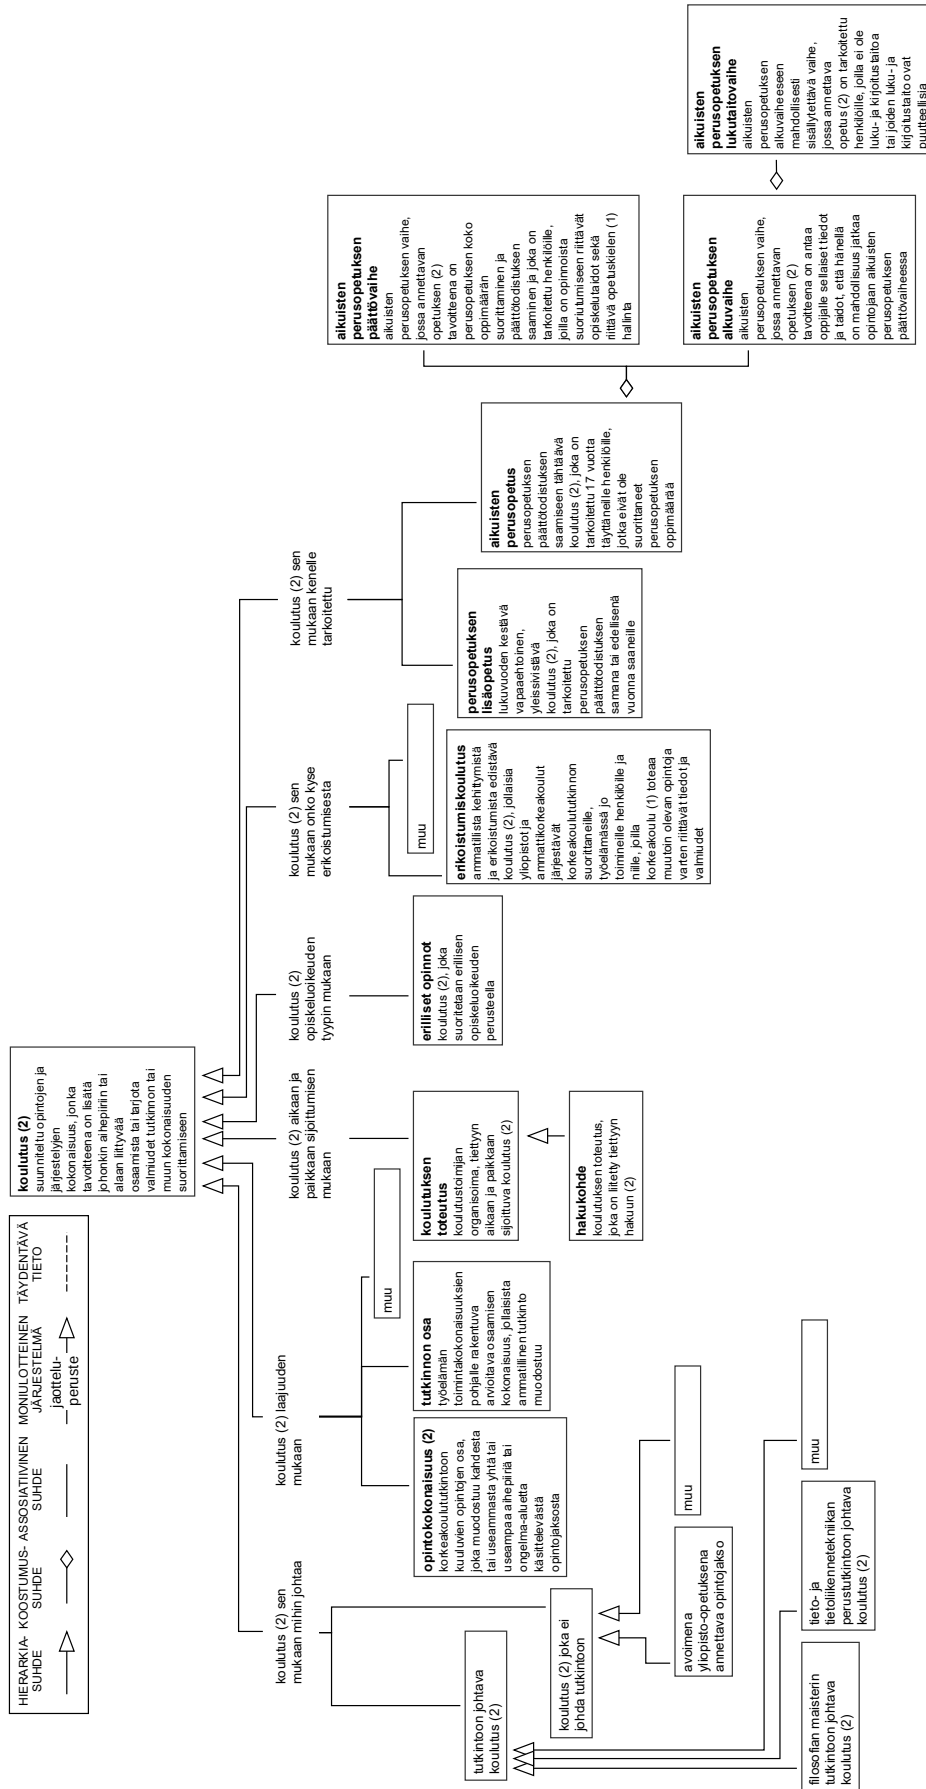 HIERARKIA-
SUHDE
KOOSTUMUS-
SUHDE
ASSOSIATIIVINEN
SUHDE
MONIULOTTEINEN
JÄRJESTELMÄ
jaottelu-
peruste
TÄYDENTÄVÄ
TIETO
koulutus (2)
suunniteltu opintojen ja
järjestelyjen
kokonaisuus, jonka
tavoitteena on lisätä
johonkin aihepiiriin tai
alaan liittyvää
osaamista tai tarjota
valmiudet tutkinnon tai
muun kokonaisuuden
suorittamiseen
koulutus (2) sen
mukaan mihin johtaa
koulutus (2) laajuuden
mukaan
koulutus (2) aikaan ja
paikkaan sijoittumisen
mukaan
koulutus (2)
opiskeluoikeuden
tyypin mukaan
koulutus (2) sen
mukaan onko kyse
erikoistumisesta
koulutus (2) sen
mukaan kenelle
tarkoitettu
tutkintoon johtava
koulutus (2)
koulutus (2) joka ei
johda tutkintoon
avoimena
yliopisto-opetuksena
annettava opintojakso
muu
filosofian maisterin
tutkintoon johtava
koulutus (2)
tieto- ja
tietoliikennetekniikan
perustutkintoon johtava
koulutus (2)
muu
opintokokonaisuus (2)
korkeakoulututkintoon
kuuluvien opintojen osa,
joka muodostuu kahdesta
tai useammasta yhtä tai
useampaa aihepiiriä tai
ongelma-aluetta
käsittelevästä
opintojaksosta
tutkinnon osa
työelämän
toimintakokonaisuuksien
pohjalle rakentuva
arvioitava osaamisen
kokonaisuus, jollaisista
ammatillinen tutkinto
muodostuu
muu
koulutuksen
toteutus
koulutustoimijan
organisoima, tiettyyn
aikaan ja paikkaan
sijoittuva koulutus (2)
hakukohde
koulutuksen toteutus,
joka on liitetty tiettyyn
hakuun (2)
erilliset opinnot
koulutus (2), joka
suoritetaan erillisen
opiskeluoikeuden
perusteella
erikoistumiskoulutus
ammatillista kehittymistä
ja erikoistumista edistävä
koulutus (2), jollaisia
yliopistot ja
ammattikorkeakoulut
järjestävät
korkeakoulututkinnon
suorittaneille,
työelämässä jo
toimineille henkilöille ja
niille, joilla
korkeakoulu (1) toteaa
muutoin olevan opintoja
varten riittävät tiedot ja
valmiudet
muu
perusopetuksen
lisäopetus
lukuvuoden kestävä
vapaaehtoinen,
yleissivistävä
koulutus (2), joka on
tarkoitettu
perusopetuksen
päättötodistuksen
samana tai edellisenä
vuonna saaneille
aikuisten
perusopetus
perusopetuksen
päättötodistuksen
saamiseen tähtäävä
koulutus (2), joka on
tarkoitettu 17 vuotta
täyttäneille henkilöille,
jotka eivät ole
suorittaneet
perusopetuksen
oppimäärää
aikuisten
perusopetuksen
päättövaihe
aikuisten
perusopetuksen vaihe,
jossa annettavan
opetuksen (2)
tavoitteena on
perusopetuksen koko
oppimäärän
suorittaminen ja
päättötodistuksen
saaminen ja joka on
tarkoitettu henkilöille,
joilla on opinnoista
suoriutumiseen riittävät
opiskelutaidot sekä
riittävä opetuskielen (1)
hallinta
aikuisten
perusopetuksen
alkuvaihe
aikuisten
perusopetuksen vaihe,
jossa annettavan
opetuksen (2)
tavoitteena on antaa
oppijalle sellaiset tiedot
ja taidot, että hänellä
on mahdollisuus jatkaa
opintojaan aikuisten
perusopetuksen
päättövaiheessa
aikuisten
perusopetuksen
lukutaitovaihe
aikuisten
perusopetuksen
alkuvaiheeseen
mahdollisesti
sisällytettävä vaihe,
jossa annettava
opetus (2) on tarkoitettu
henkilöille, joilla ei ole
luku- ja kirjoitustaitoa
tai joiden luku- ja
kirjoitustaito ovat
puutteellisia